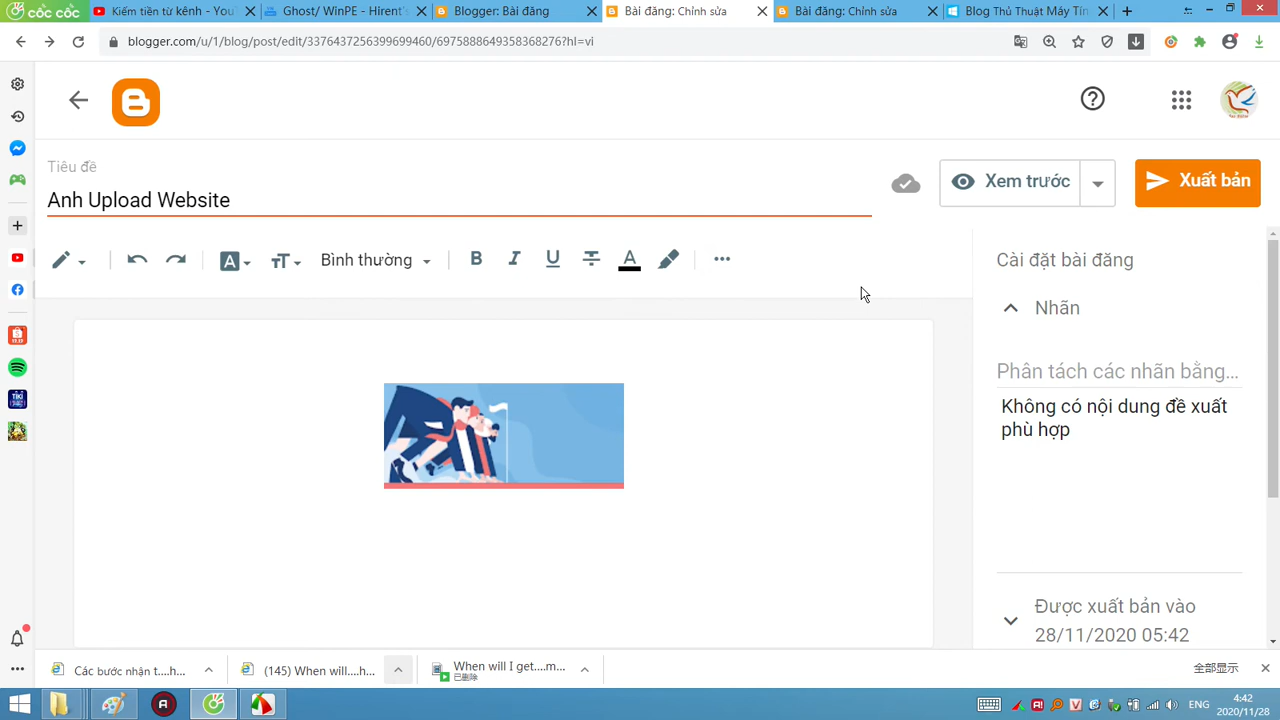 cốc cốc
Kiếm tiền từ kênh - You
Ghost/ WinPE - Hirent's
Blogger: Bài đăng
Bài đăng: Chỉnh sửa
Bài đăng: Chỉnh sửa
Blog Thủ Thuật Máy Tín
blogger.com/u/1/blog/post/edit/3376437256399699460/6975888649358368276?hl=vi
Tiêu đề
Anh Upload Website
Xem trước
Xuất bản
Bình thường
B I U A
Cài đặt bài đăng
Nhãn
Phân tách các nhãn bằng...
Không có nội dung đề xuất
phù hợp
Được xuất bản vào
28/11/2020 05:42
Các bước nhận t....h...
(145) When will....h...
When will I get....m...
已删除
全部显示
ENG
4:42
2020/11/28